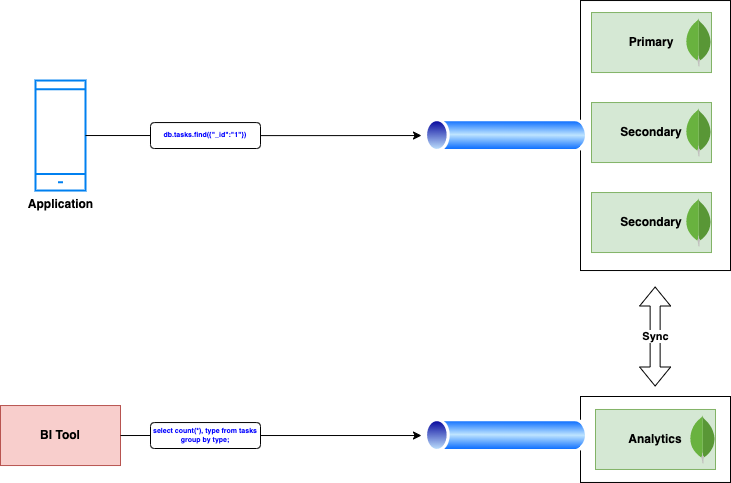 Primary
db.tasks.find({"_id":"1"})
Secondary
Application
Secondary
Sync
BI Tool
select count(*), type from tasks
group by type;
Analytics